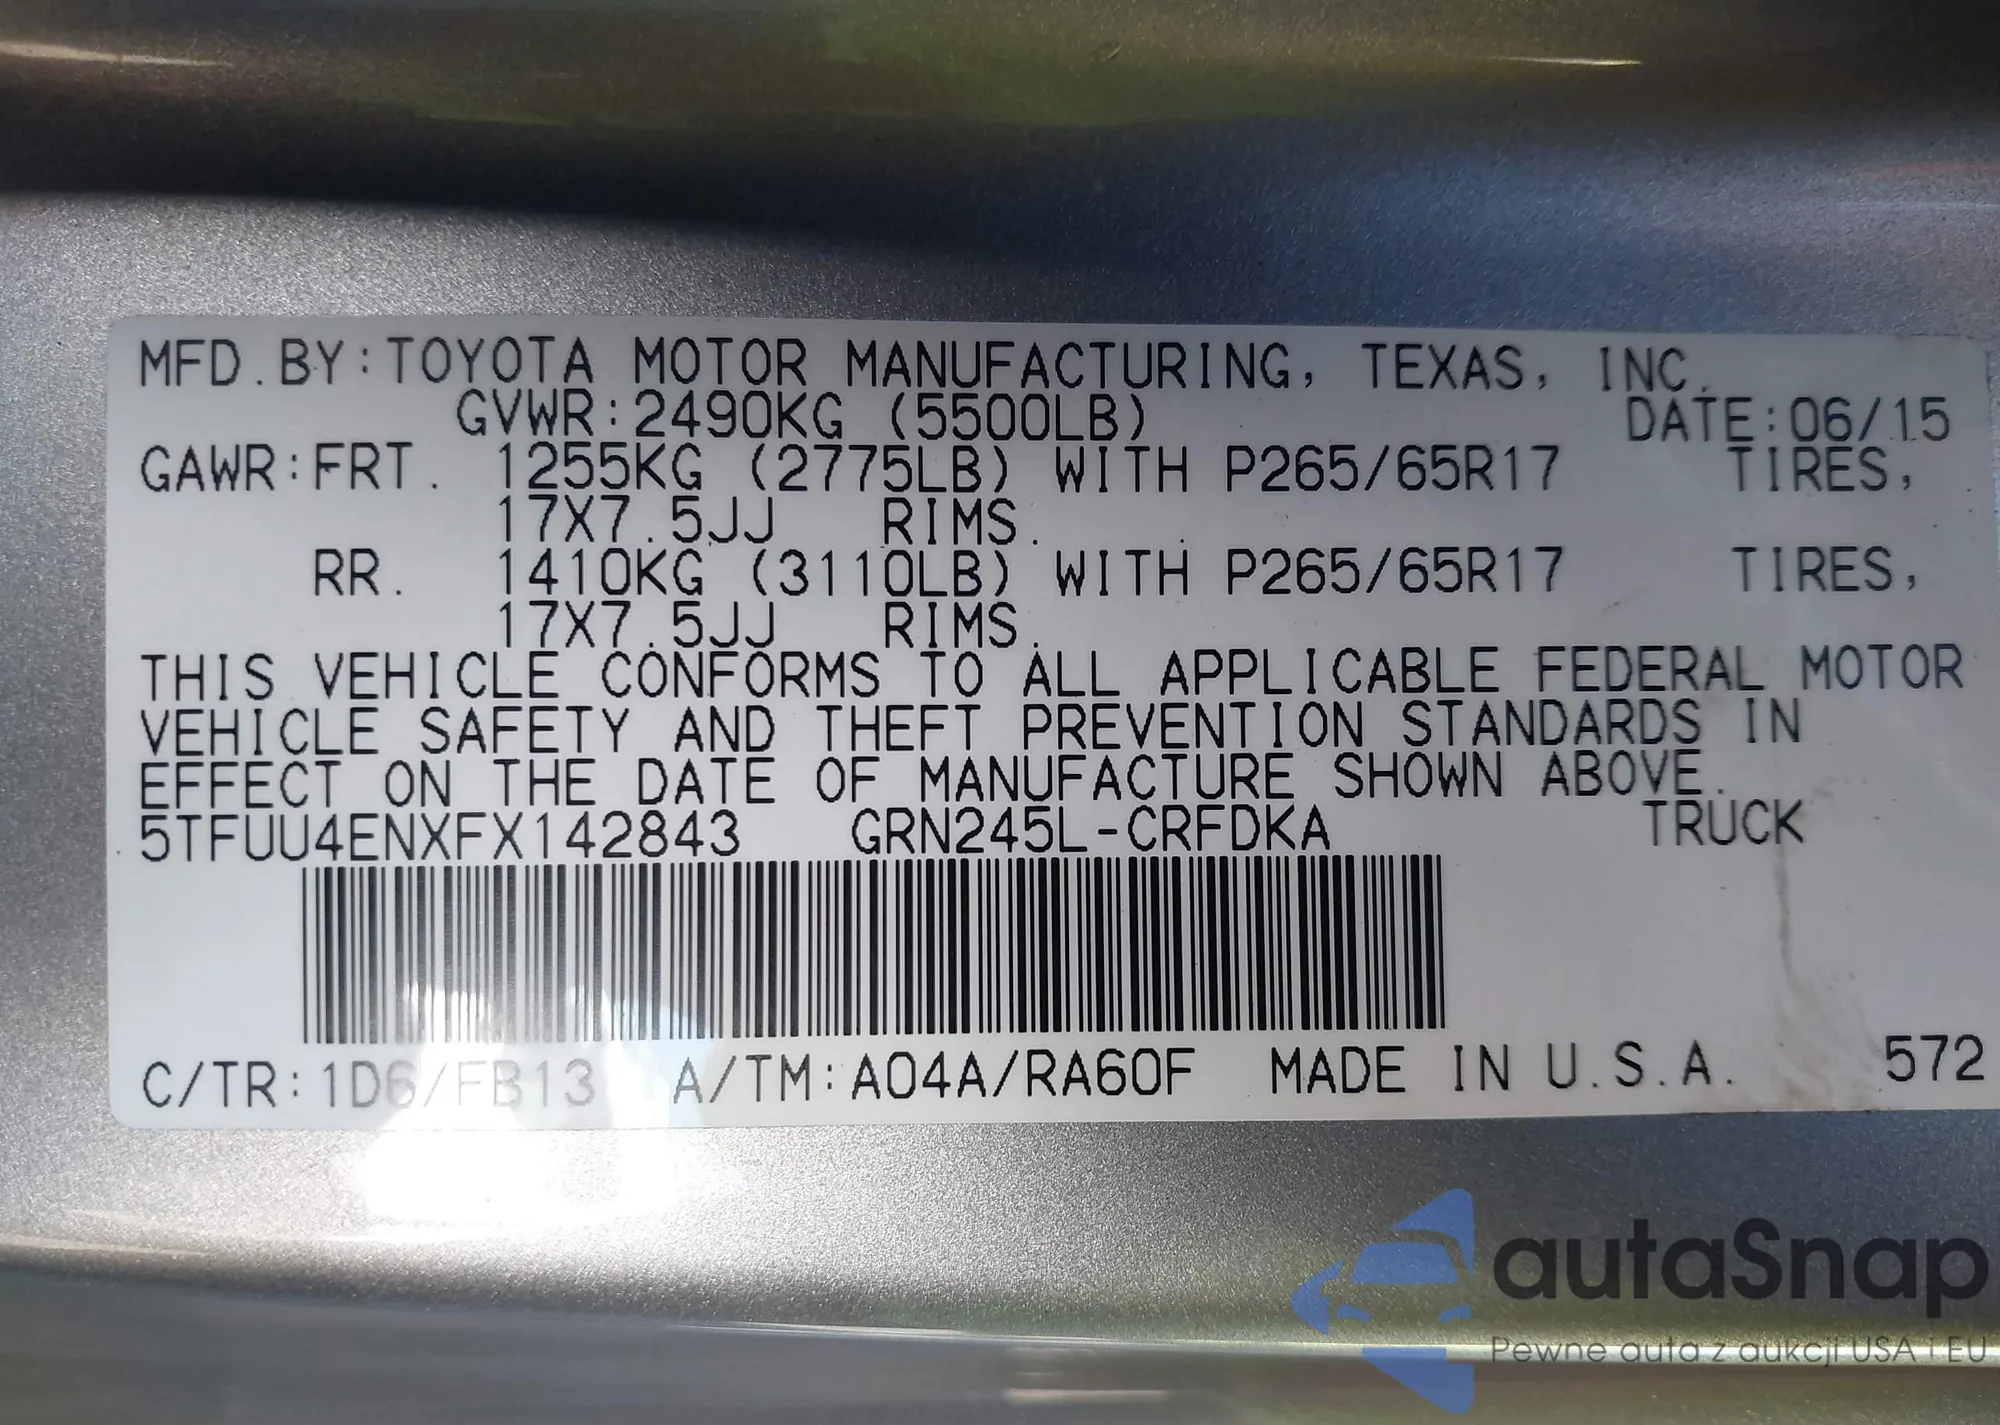 MFD.BY:TOYOTA MOTOR MANUFACTURING, TEXAS, INC.
GVWR:2490KG (5500LB) DATE:06/15
GAWR:FRT. 1255KG (2775LB) WITH P265/65R17 TIRES,
17X7.5JJ RIMS.
RR. 1410KG (3110LB) WITH P265/65R17 TIRES,
17X7.5JJ RIMS.
THIS VEHICLE CONFORMS TO ALL APPLICABLE FEDERAL MOTOR
VEHICLE SAFETY AND THEFT PREVENTION STANDARDS IN
EFFECT ON THE DATE OF MANUFACTURE SHOWN ABOVE.
5TFUU4ENXFX142843 GRN245L-CRFDKA TRUCK
C/TR:1D6/FB13 A/TM:A04A/RA60F MADE IN U.S.A. 572
autaSnap
Pewne auta z aukcji USA i EU